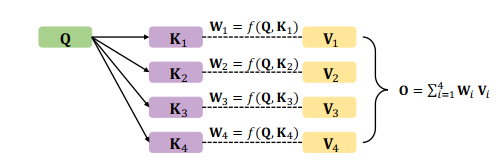 Q K₁ W₁ = f(Q, K₁) V₁
K₂ W₂ = f(Q, K₂) V₂
K₃ W₃ = f(Q, K₃) V₃
K₄ W₄ = f(Q, K₄) V₄
O = ∑⁴ᵢ₌₁ Wᵢ Vᵢ